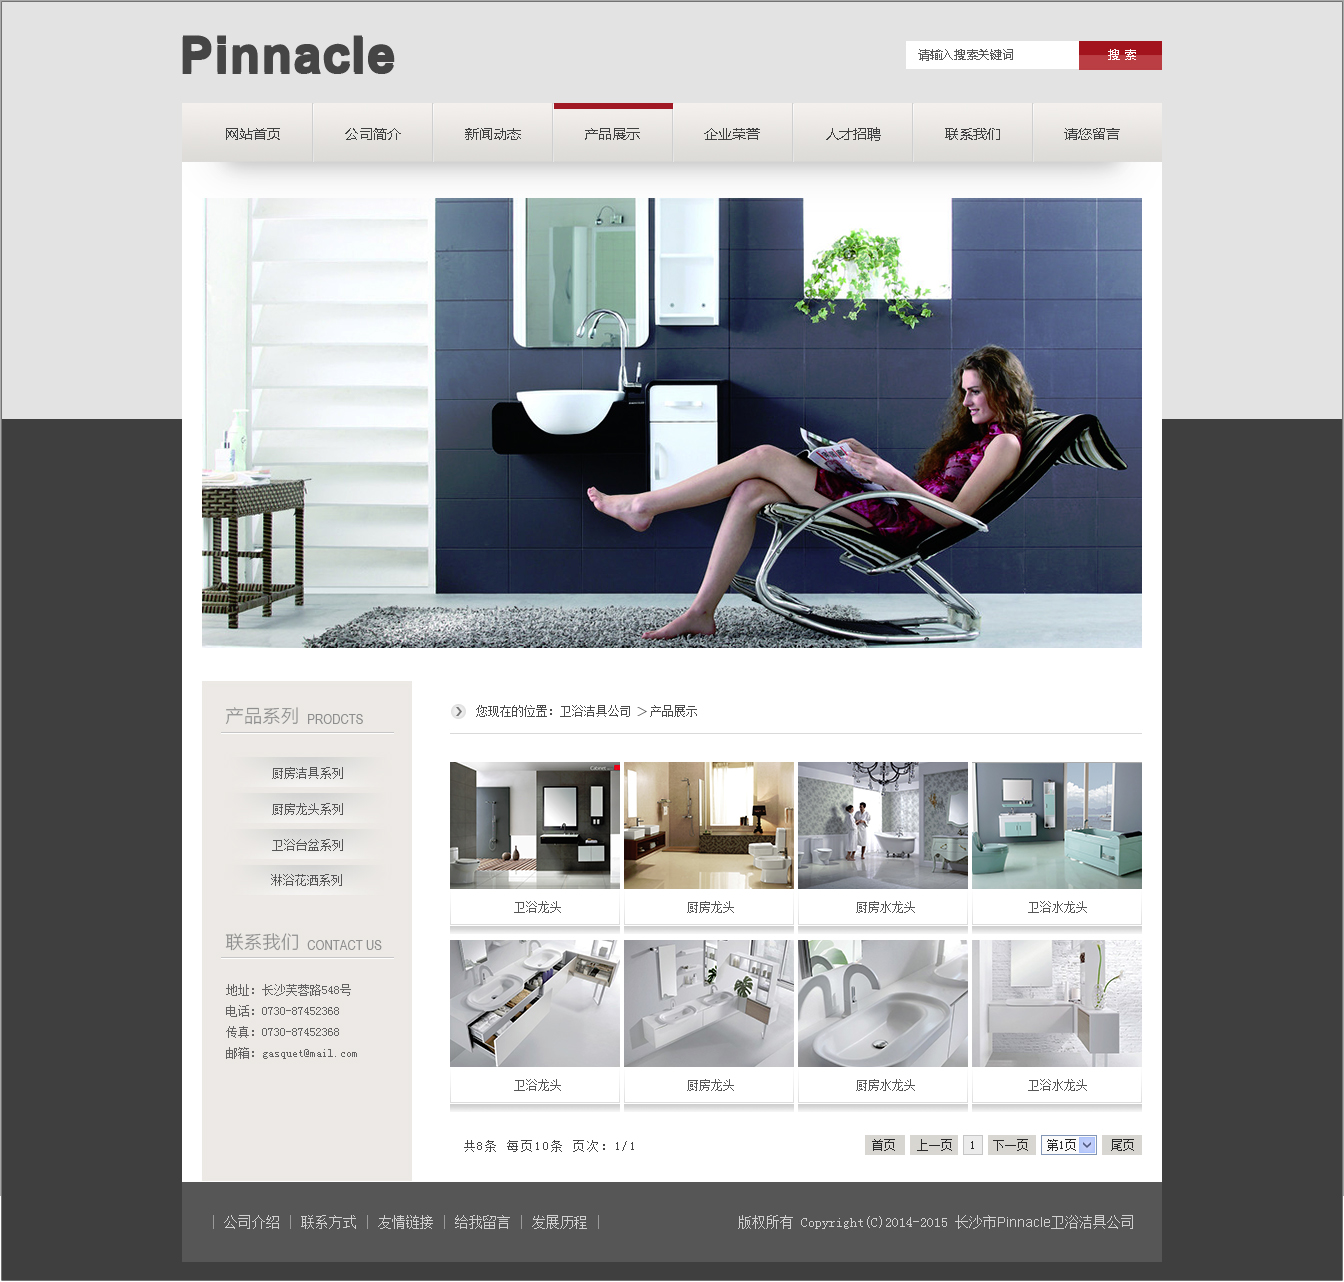 Pinnacle
请输入搜索关键词
搜 索
网站首页 公司简介 新闻动态 产品展示 企业荣誉 人才招聘 联系我们 请您留言
产品系列 PRODCTS
厨房洁具系列
厨房龙头系列
卫浴台盆系列
淋浴花洒系列
联系我们 CONTACT US
地址：长沙芙蓉路548号
电话：0730-87452368
传真：0730-87452368
邮箱：gasquet@mail.com
您现在的位置：卫浴洁具公司 ＞产品展示
卫浴龙头 厨房龙头 厨房水龙头 卫浴水龙头
卫浴龙头 厨房龙头 厨房水龙头 卫浴水龙头
共8条 每页10条 页次：1/1
首页 上一页 1 下一页 第1页 尾页
| 公司介绍 | 联系方式 | 友情链接 | 给我留言 | 发展历程 |
版权所有 Copyright(C)2014-2015 长沙市Pinnacle卫浴洁具公司